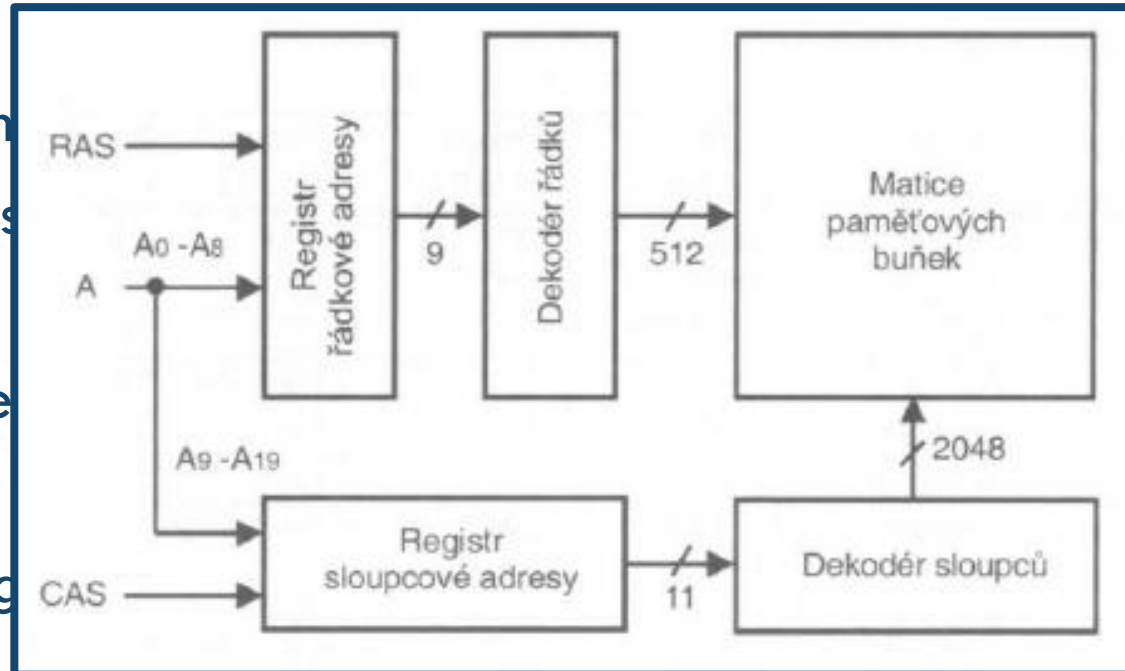 RAS
A0 -A8
A
A9 -A19
CAS
Registr
řádkové adresy
9
Dekodér řádků
512
Matice
paměťových
buňek
2048
Registr
sloupcové adresy
11
Dekodér sloupců